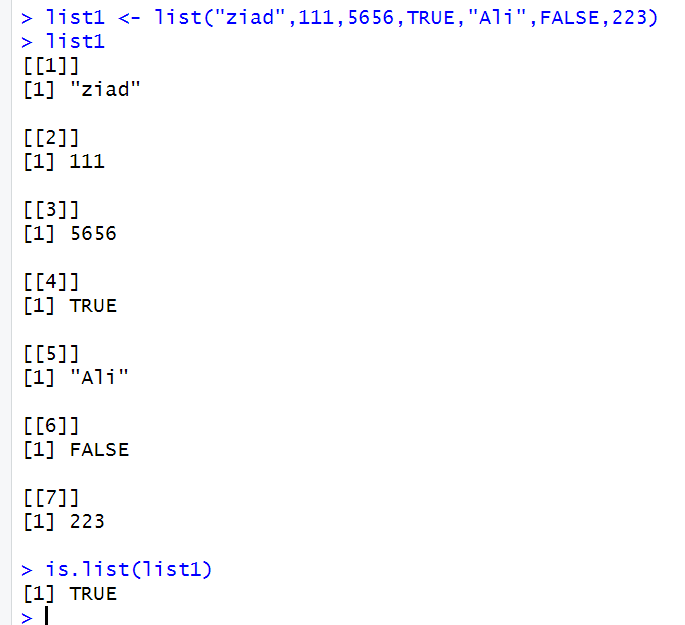 > list1 <- list("ziad",111,5656,TRUE,"Ali",FALSE,223)
> list1
[[1]]
[1] "ziad"
[[2]]
[1] 111
[[3]]
[1] 5656
[[4]]
[1] TRUE
[[5]]
[1] "Ali"
[[6]]
[1] FALSE
[[7]]
[1] 223
> is.list(list1)
[1] TRUE
>